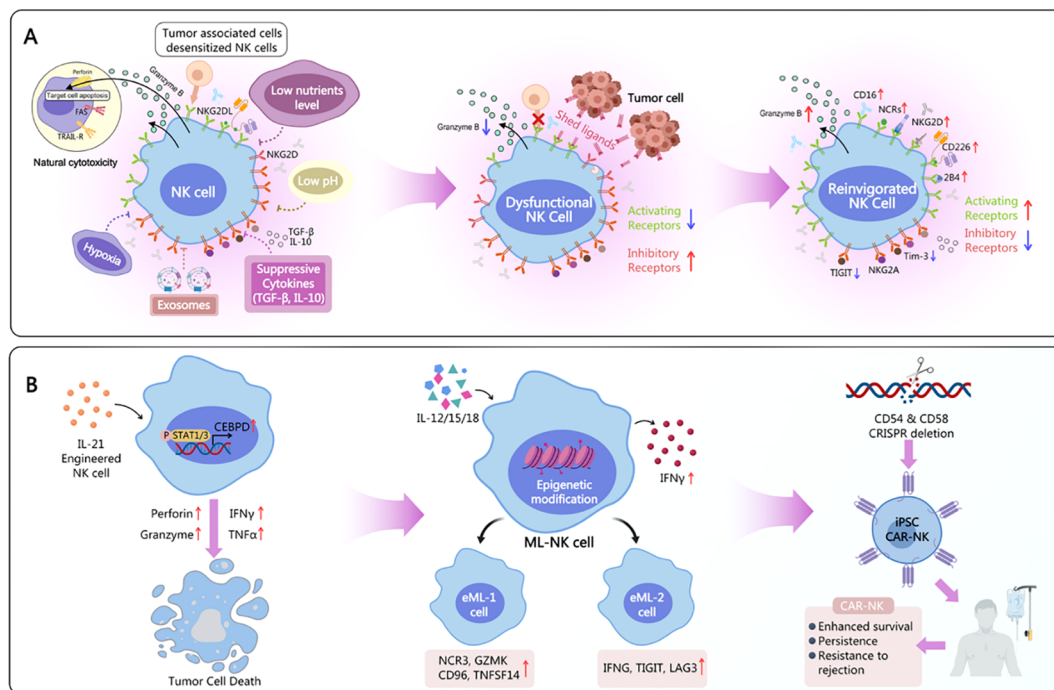 A
Tumor associated cells
desensitized NK cells
Perforin
Granzyme B
Target cell apoptosis
FAS
TRAIL-R
Natural cytotoxicity
NKG2DL
Low nutrients
level
NKG2D
NK cell
Low pH
Hypoxia
TGF-β
IL-10
Exosomes
Suppressive
Cytokines
(TGF-β, IL-10)
Granzyme B
Shed ligands
Tumor cell
Dysfunctional
NK Cell
Activating
Receptors
Inhibitory
Receptors
Granzyme B
CD16
NCRs
NKG2D
CD226
2B4
Reinvigorated
NK Cell
Activating
Receptors
Inhibitory
Receptors
Tim-3
NKG2A
TIGIT
B
IL-21
Engineered
NK cell
P STAT1/3
CEBPD
Perforin
IFNγ
Granzyme
TNFα
Tumor Cell Death
IL-12/15/18
Epigenetic
modification
IFNγ
ML-NK cell
eML-1
cell
eML-2
cell
NCR3, GZMK
CD96, TNFSF14
IFNG, TIGIT, LAG3
CD54 & CD58
CRISPR deletion
iPSC
CAR-NK
CAR-NK
Enhanced survival
Persistence
Resistance to
rejection